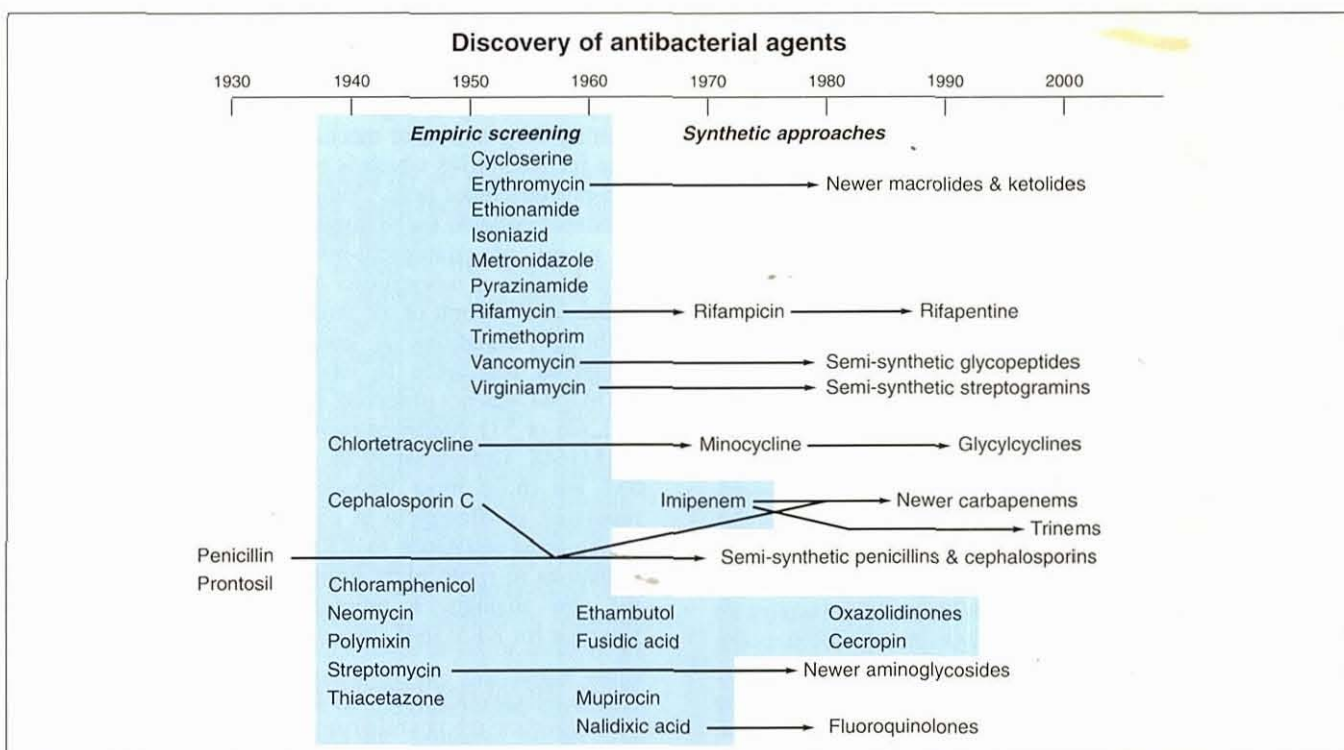 Discovery of antibacterial agents
1930 1940 1950 1960 1970 1980 1990 2000
Empiric screening Synthetic approaches
Cycloserine
Erythromycin Newer macrolides & ketolides
Ethionamide
Isoniazid
Metronidazole
Pyrazinamide
Rifamycin Rifampicin Rifapentine
Trimethoprim
Vancomycin Semi-synthetic glycopeptides
Virginiamycin Semi-synthetic streptogramins
Chlortetracycline Minocycline Glycylcyclines
Cephalosporin C Imipenem Newer carbapenems
Trinems
Penicillin Semi-synthetic penicillins & cephalosporins
Prontosil Chloramphenicol
Neomycin Ethambutol Oxazolidinones
Polymixin Fusidic acid Cecropin
Streptomycin Newer aminoglycosides
Thiacetazone Mupirocin
Nalidixic acid Fluoroquinolones